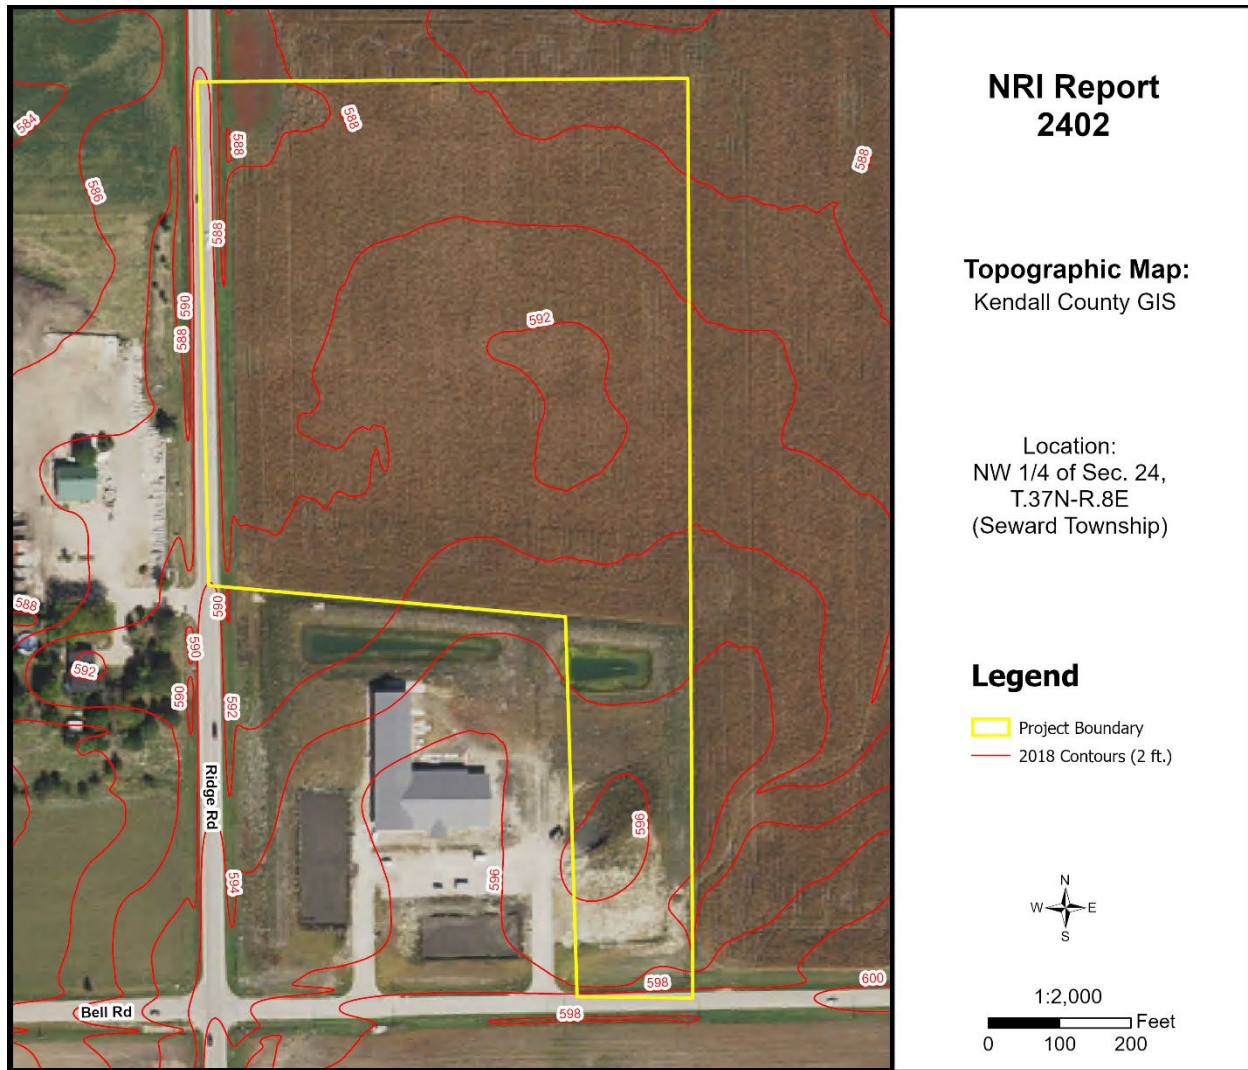 NRI Report
2402
Topographic Map:
Kendall County GIS
Location:
NW 1/4 of Sec. 24,
T.37N-R.8E
(Seward Township)
Legend
Project Boundary
2018 Contours (2 ft.)
N
W E
S
1:2,000
Feet
0 100 200
584
588
588
588
586
588
590
588
592
588
590
590
592
590
592
Ridge Rd
596
594
596
598
600
Bell Rd
598